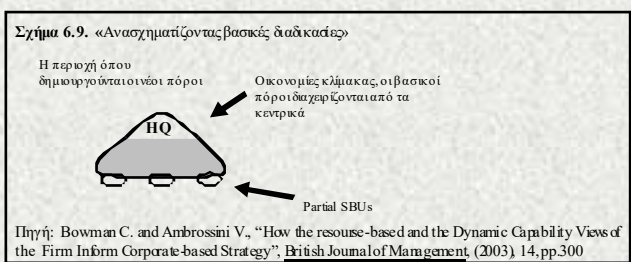 Σχήμα 6.9. «Ανασχηματίζοντας βασικές διαδικασίες»
Η περιοχή όπου
δημιουργούνται οι νέοι πόροι
Οικονομίες κλίμακας, οι βασικοί
πόροι διαχειρίζονται από τα
κεντρικά
HQ
Partial SBUs
Πηγή: Bowman C. and Ambrossini V., “How the resourse-based and the Dynamic Capability Views of
the Firm Inform Corporate-based Strategy”, British Journal of Management, (2003), 14, pp.300